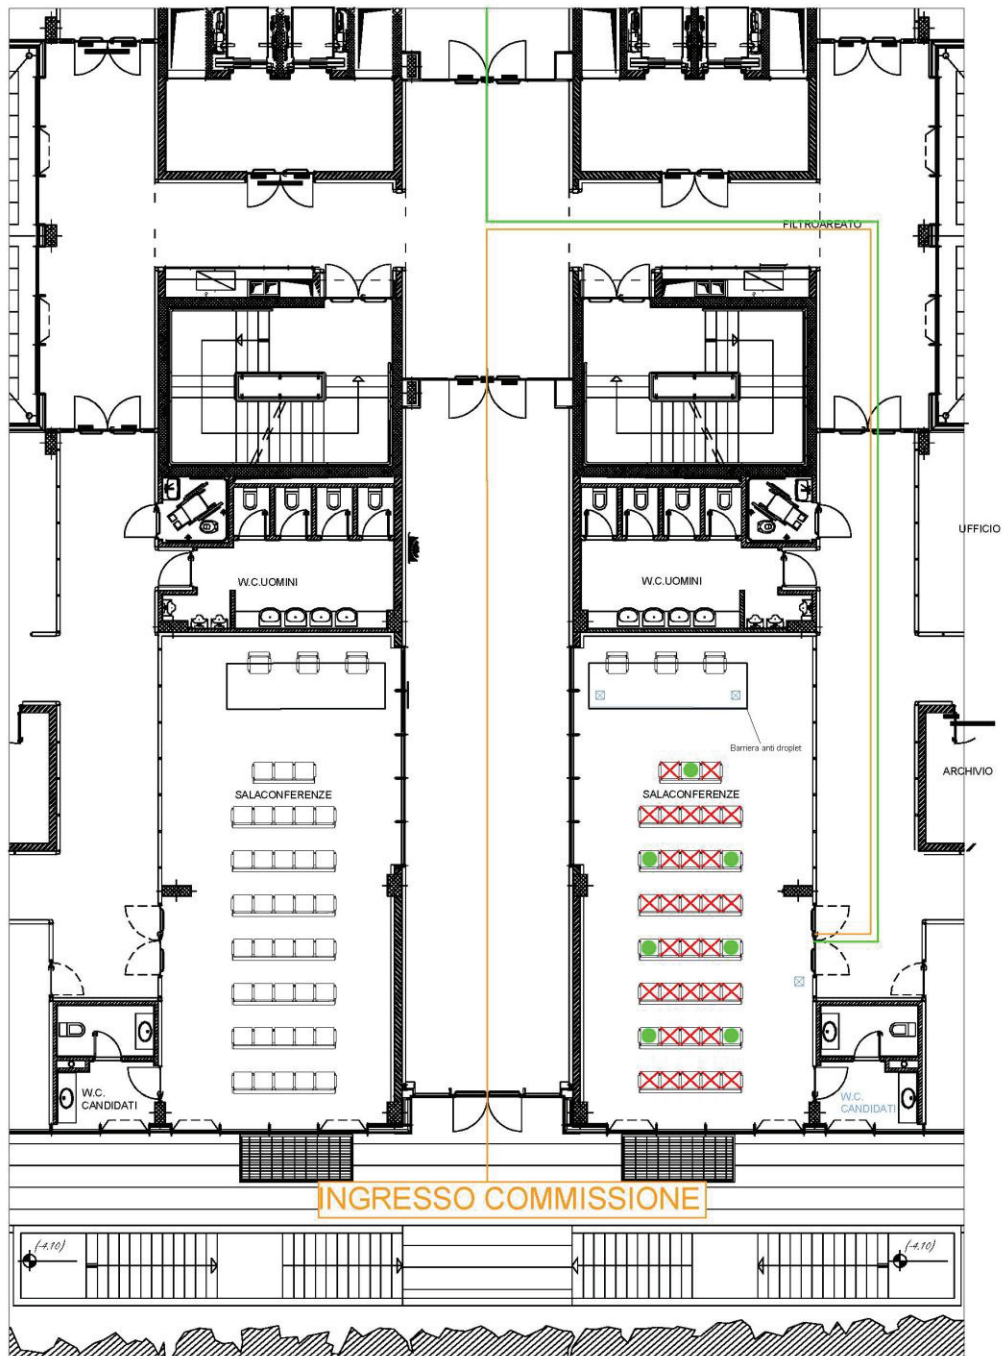 FILTROAREATO
UFFICIO
W.C.UOMINI
W.C.UOMINI
Barriera anti droplet
ARCHIVIO
SALACONFERENZE
SALACONFERENZE
W.C.
CANDIDATI
W.C.
CANDIDATI
INGRESSO COMMISSIONE
(-4.10)
(-4.10)